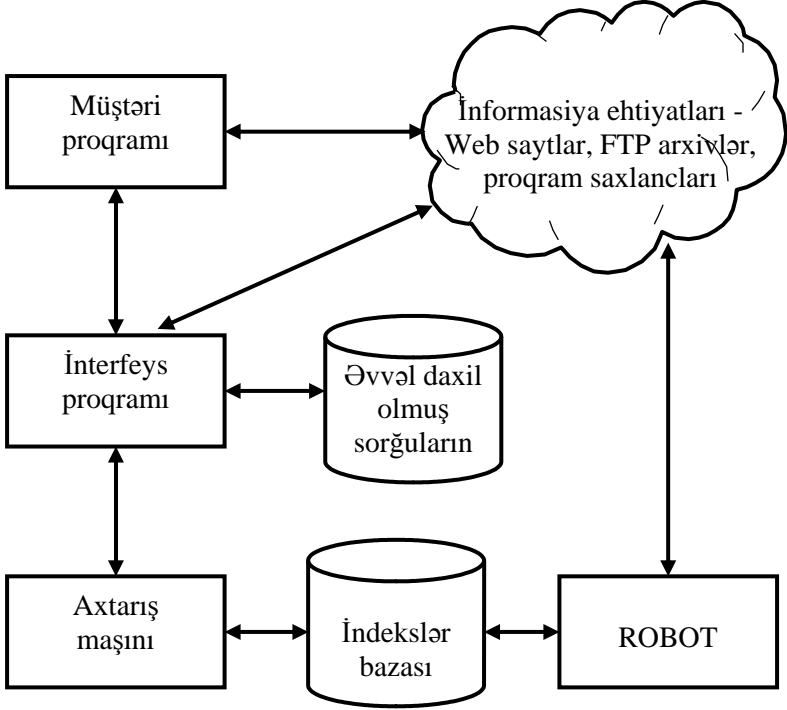 Müştəri
proqramı
İnformasiya ehtiyatları -
Web saytlar, FTP arxivlər,
proqram saxlancları
İnterfeys
proqramı
Əvvəl daxil
olmuş
sorğuların
Axtarış
maşını
İndekslər
bazası
ROBOT